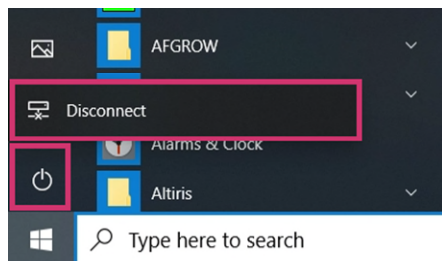 AFGROW
Disconnect
Alarms & Clock
Altiris
Type here to search